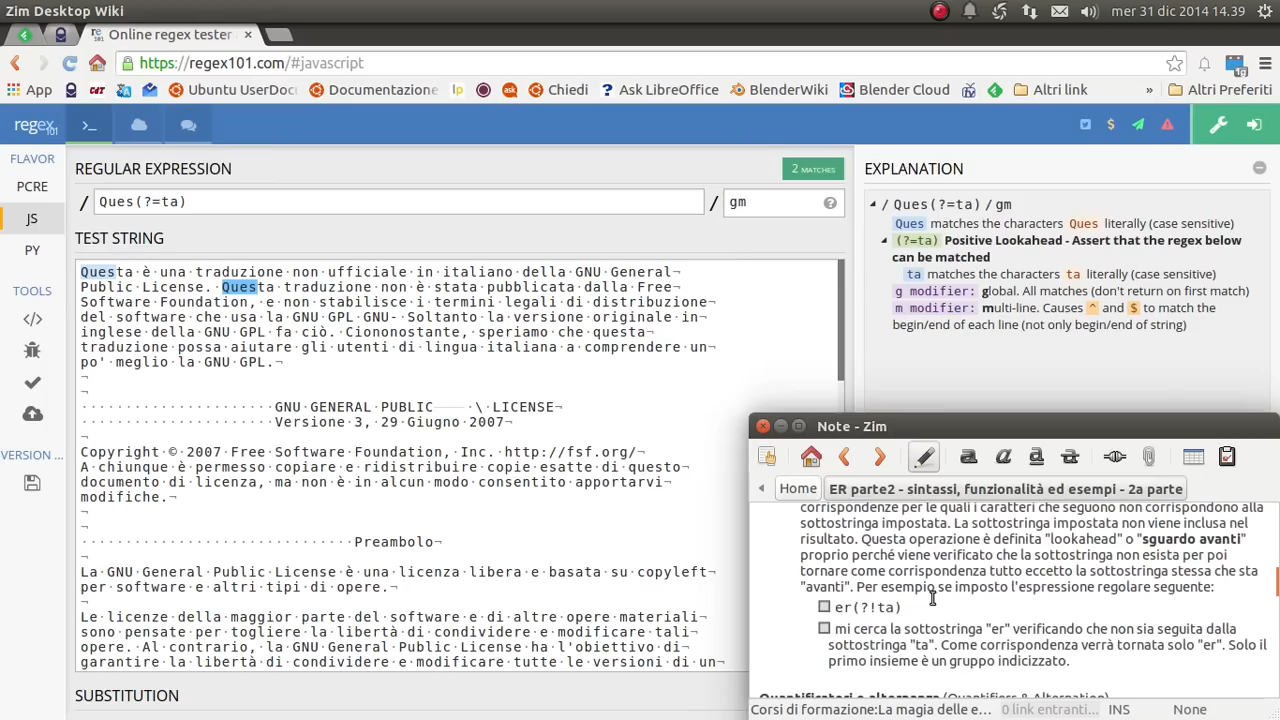 Zim Desktop Wiki
mer 31 dic 2014 14.39
Online regex tester
https://regex101.com/#javascript
App
CAT
Ubuntu UserDocu
Documentazione
lp
ask
Chiedi
Ask LibreOffice
BlenderWiki
Blender Cloud
Altri link
»
Altri Preferiti
regex101
FLAVOR
PCRE
JS
PY
TOOLS
VERSION ...
REGULAR EXPRESSION
2 MATCHES
/ Ques(?=ta) / gm
TEST STRING
Questa·è·una·traduzione·non·ufficiale·in·italiano·della·GNU·General¬
Public·License.·Questa·traduzione·non·è·stata·pubblicata·dalla·Free¬
Software·Foundation,·e·non·stabilisce·i·termini·legali·di·distribuzione¬
del·software·che·usa·la·GNU·GPL·GNU-·Soltanto·la·versione·originale·in¬
inglese·della·GNU·GPL·fa·ciò.·Ciononostante,·speriamo·che·questa¬
traduzione·possa·aiutare·gli·utenti·di·lingua·italiana·a·comprendere·un¬
po'·meglio·la·GNU·GPL.¬
¬
¬
·····················GNU·GENERAL·PUBLIC \·LICENSE¬
·····················Versione·3,·29·Giugno·2007¬
¬
Copyright·©·2007·Free·Software·Foundation,·Inc.·http://fsf.org/¬
A·chiunque·è·permesso·copiare·e·ridistribuire·copie·esatte·di·questo¬
documento·di·licenza,·ma·non·è·in·alcun·modo·consentito·apportarvi¬
modifiche.¬
¬
¬
······························Preambolo¬
¬
La·GNU·General·Public·License·è·una·licenza·libera·e·basata·su·copyleft¬
per·software·e·altri·tipi·di·opere.¬
¬
Le·licenze·della·maggior·parte·del·software·e·di·altre·opere·materiali¬
sono·pensate·per·togliere·la·libertà·di·condividere·e·modificare·tali¬
opere.·Al·contrario,·la·GNU·General·Public·License·ha·l'obiettivo·di¬
garantire·la·libertà·di·condividere·e·modificare·tutte·le·versioni·di·un¬
SUBSTITUTION
EXPLANATION
/ Ques(?=ta) / gm
Ques matches the characters Ques literally (case sensitive)
(?=ta) Positive Lookahead - Assert that the regex below
can be matched
ta matches the characters ta literally (case sensitive)
g modifier: global. All matches (don't return on first match)
m modifier: multi-line. Causes ^ and $ to match the
begin/end of each line (not only begin/end of string)
Note - Zim
Home
ER parte2 - sintassi, funzionalità ed esempi - 2a parte
corrispondenze per le quali i caratteri che seguono non corrispondono alla
sottostringa impostata. La sottostringa impostata non viene inclusa nel
risultato. Questa operazione è definita "lookahead" o "sguardo avanti"
proprio perché viene verificato che la sottostringa non esista per poi
tornare come corrispondenza tutto eccetto la sottostringa stessa che sta
"avanti". Per esempio se imposto l'espressione regolare seguente:
er(?!ta)
mi cerca la sottostringa "er" verificando che non sia seguita dalla
sottostringa "ta". Come corrispondenza verrà tornata solo "er". Solo il
primo insieme è un gruppo indicizzato.
Quantificatori e alternanza (Quantifiers & Alternation)
Corsi di formazione:La magia delle e...
0 link entranti...
INS
None